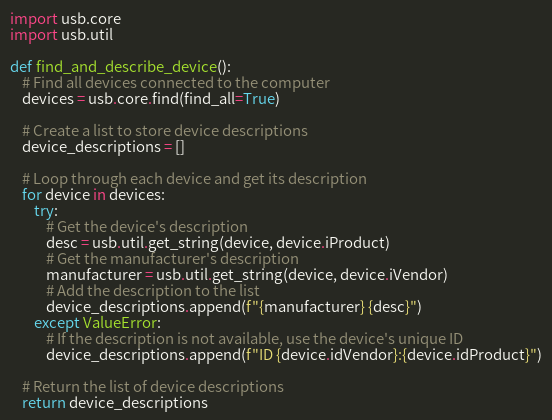 import usb.core
import usb.util
def find_and_describe_device():
# Find all devices connected to the computer
devices = usb.core.find(find_all=True)
# Create a list to store device descriptions
device_descriptions = []
# Loop through each device and get its description
for device in devices:
try:
# Get the device's description
desc = usb.util.get_string(device, device.iProduct)
# Get the manufacturer's description
manufacturer = usb.util.get_string(device, device.iVendor)
# Add the description to the list
device_descriptions.append(f"{manufacturer} {desc}")
except ValueError:
# If the description is not available, use the device's unique ID
device_descriptions.append(f"ID {device.idVendor}:{device.idProduct}")
# Return the list of device descriptions
return device_descriptions